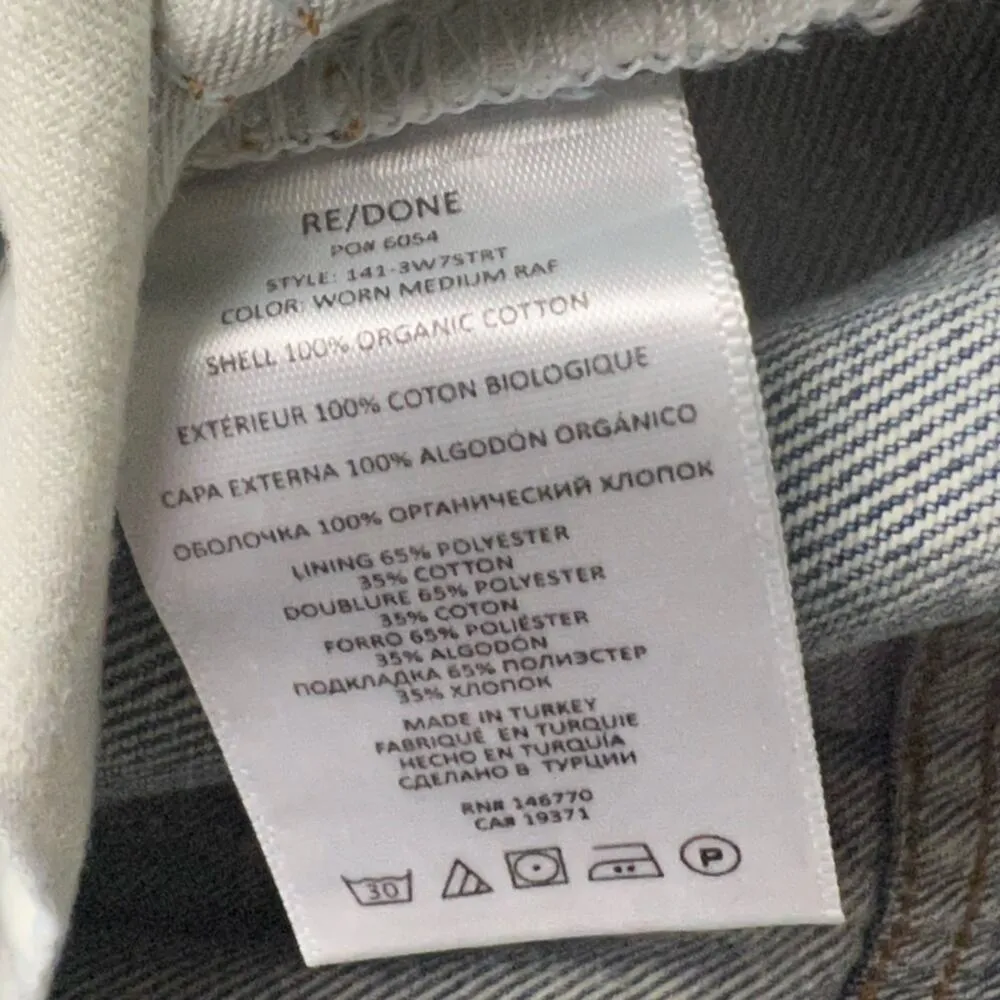 RE/DONE
PO# 6054
STYLE: 141-3W7STRT
COLOR: WORN MEDIUM RAF
SHELL 100% ORGANIC COTTON
EXTÉRIEUR 100% COTON BIOLOGIQUE
CAPA EXTERNA 100% ALGODÓN ORGÁNICO
ОБОЛОЧКА 100% ОРГАНИЧЕСКИЙ ХЛОПОК
LINING 65% POLYESTER
35% COTTON
DOUBLURE 65% POLYESTER
35% COTON
FORRO 65% POLIÉSTER
35% ALGODÓN
ПОДКЛАДКА 65% ПОЛИЭСТЕР
35% ХЛОПОК
MADE IN TURKEY
FABRIQUÉ EN TURQUIE
HECHO EN TURQUÍA
СДЕЛАНО В ТУРЦИИ
RN# 146770
CA# 19371
30 P